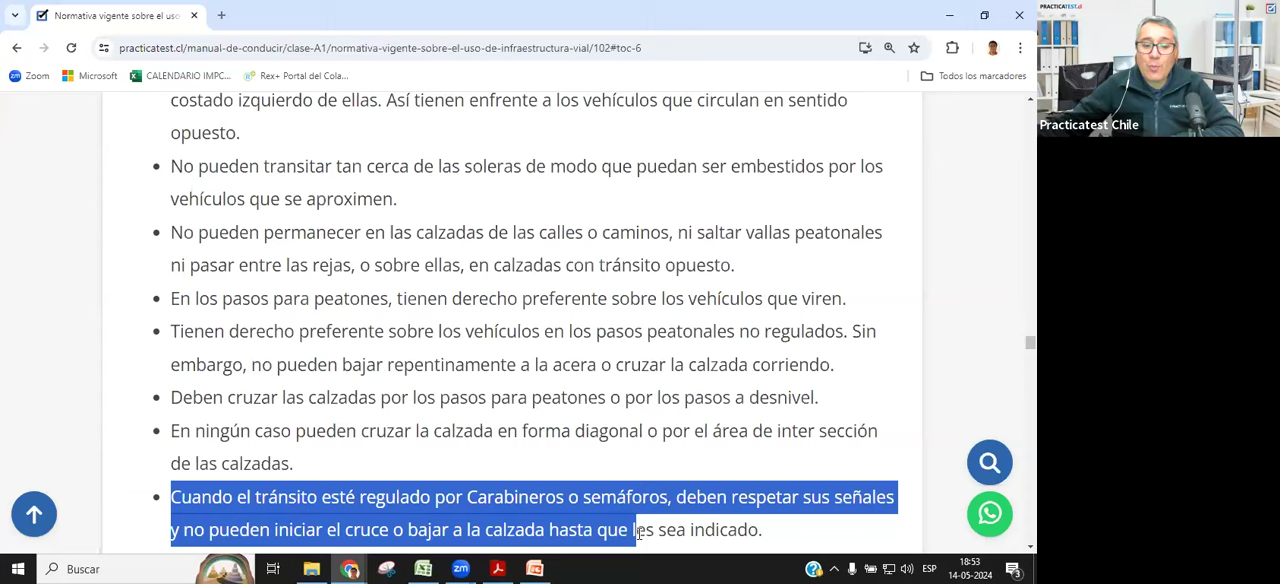 Normativa vigente sobre el uso
practicatest.cl/manual-de-conducir/clase-A1/normativa-vigente-sobre-el-uso-de-infraestructura-vial/102#toc-6
Zoom
Microsoft
CALENDARIO IMPC...
Rex+ Portal del Cola...
Todos los marcadores
costado izquierdo de ellas. Así tienen enfrente a los vehículos que circulan en sentido
opuesto.
No pueden transitar tan cerca de las soleras de modo que puedan ser embestidos por los
vehículos que se aproximen.
No pueden permanecer en las calzadas de las calles o caminos, ni saltar vallas peatonales
ni pasar entre las rejas, o sobre ellas, en calzadas con tránsito opuesto.
En los pasos para peatones, tienen derecho preferente sobre los vehículos que viren.
Tienen derecho preferente sobre los vehículos en los pasos peatonales no regulados. Sin
embargo, no pueden bajar repentinamente a la acera o cruzar la calzada corriendo.
Deben cruzar las calzadas por los pasos para peatones o por los pasos a desnivel.
En ningún caso pueden cruzar la calzada en forma diagonal o por el área de inter sección
de las calzadas.
Cuando el tránsito esté regulado por Carabineros o semáforos, deben respetar sus señales
y no pueden iniciar el cruce o bajar a la calzada hasta que les sea indicado.
PRACTICATEST.CL
Practicatest Chile
Buscar
zm
ESP
18:53
14-05-2024
3